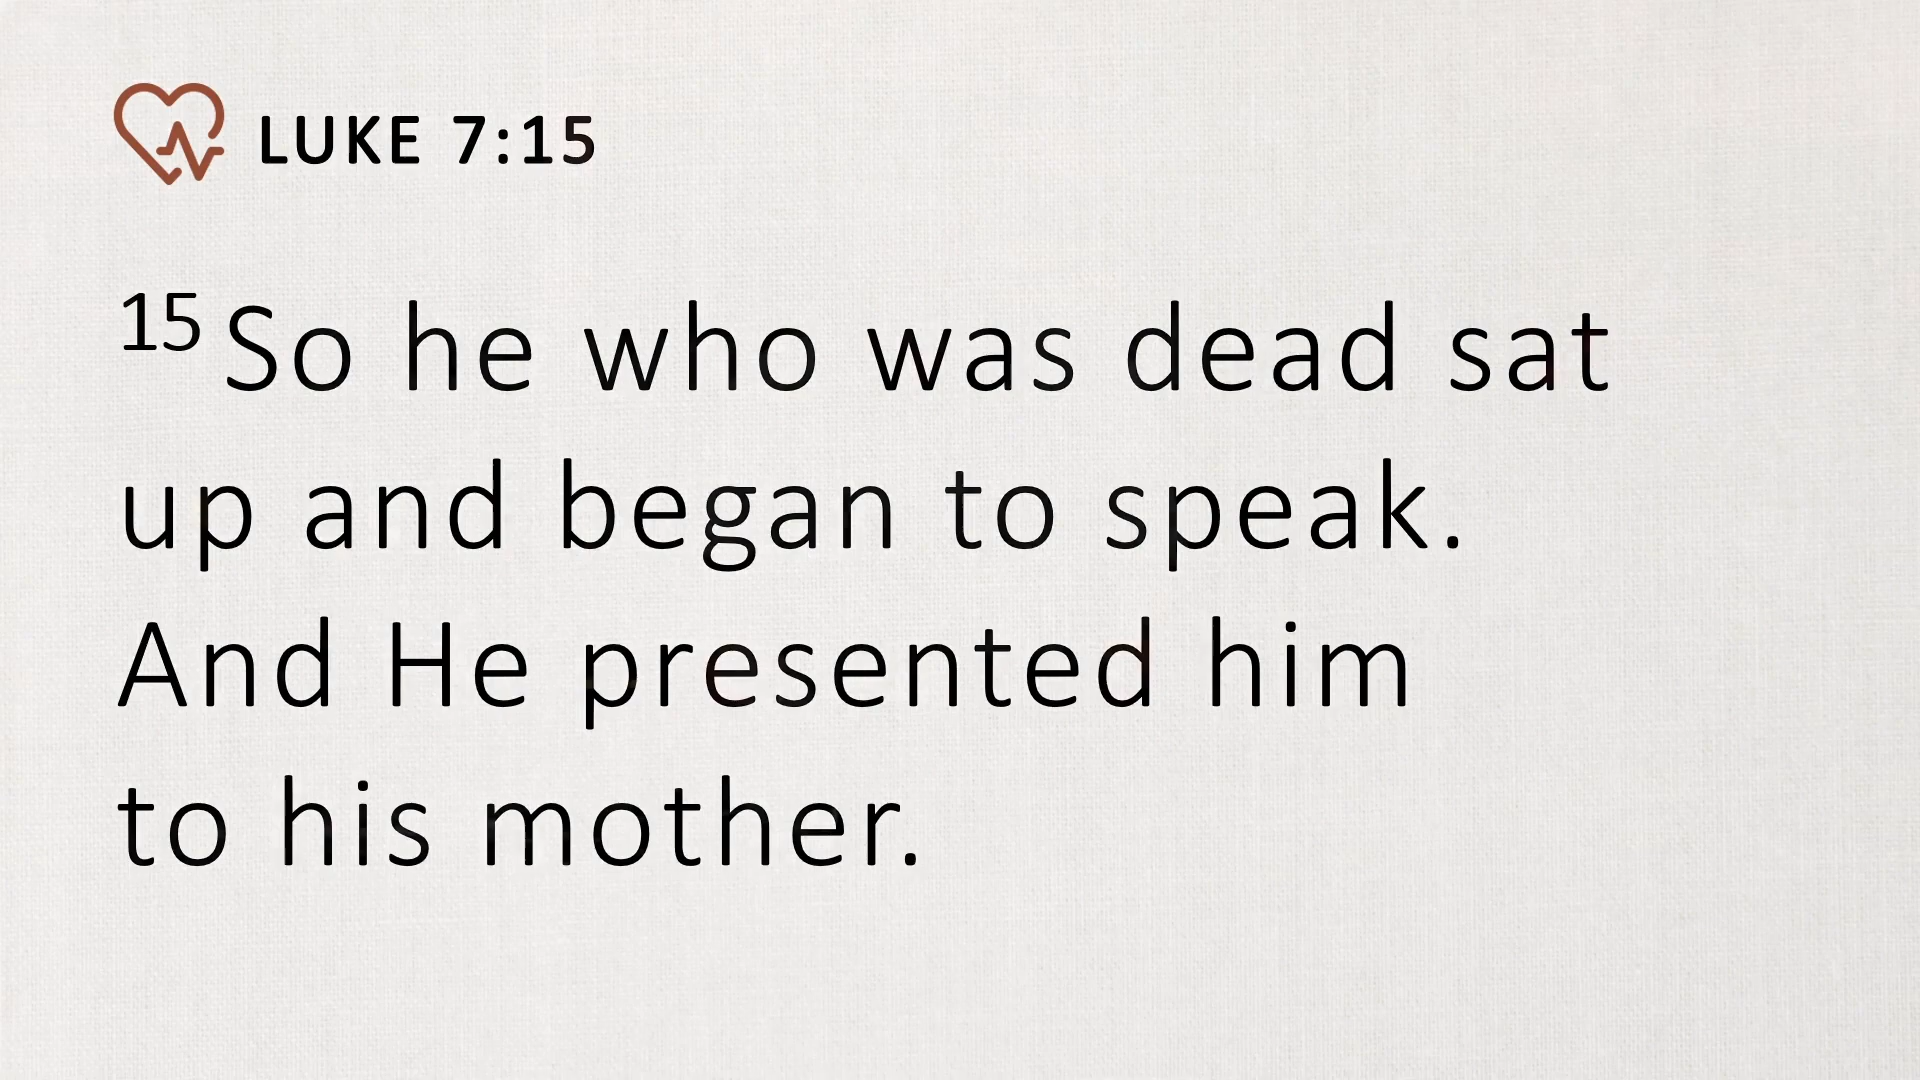 LUKE 7:15
15 So he who was dead sat
up and began to speak.
And He presented him
to his mother.